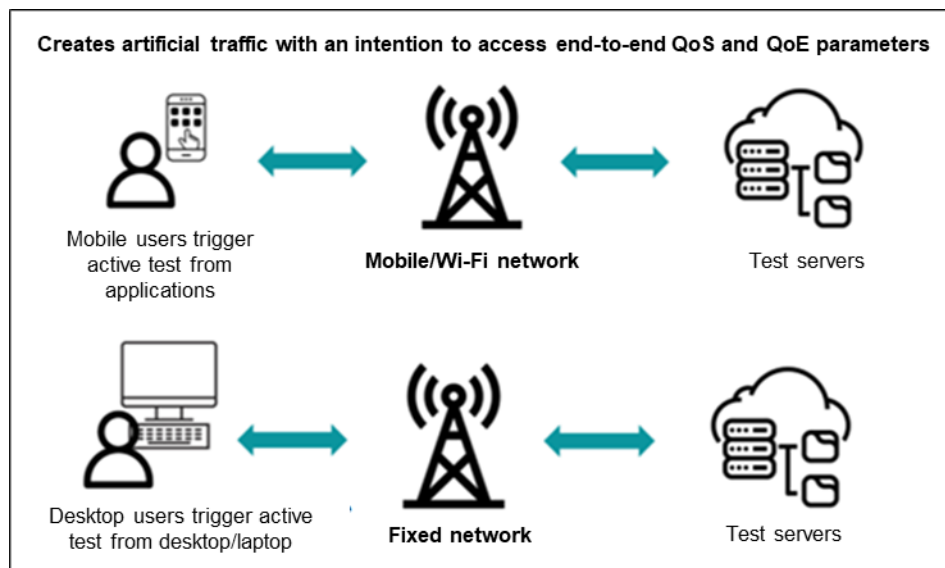 Creates artificial traffic with an intention to access end-to-end QoS and QoE parameters
Mobile users trigger
active test from
applications
Mobile/Wi-Fi network
Test servers
Desktop users trigger active
test from desktop/laptop
Fixed network
Test servers